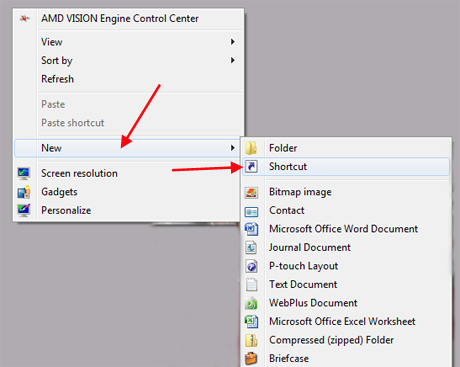 AMD VISION Engine Control Center
View
Sort by
Refresh
Paste
Paste shortcut
New
Screen resolution
Gadgets
Personalize
Folder
Shortcut
Bitmap image
Contact
Microsoft Office Word Document
Journal Document
P-touch Layout
Text Document
WebPlus Document
Microsoft Office Excel Worksheet
Compressed (zipped) Folder
Briefcase